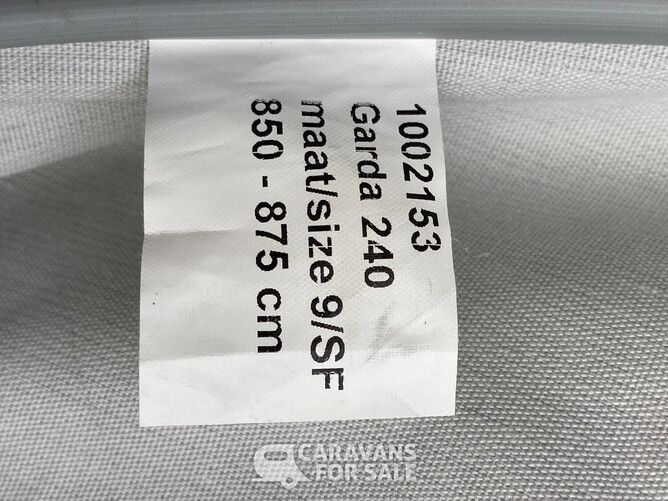 1002153
Garda 240
maat/size 9/SF
850 - 875 cm
CARAVANS
FOR SALE